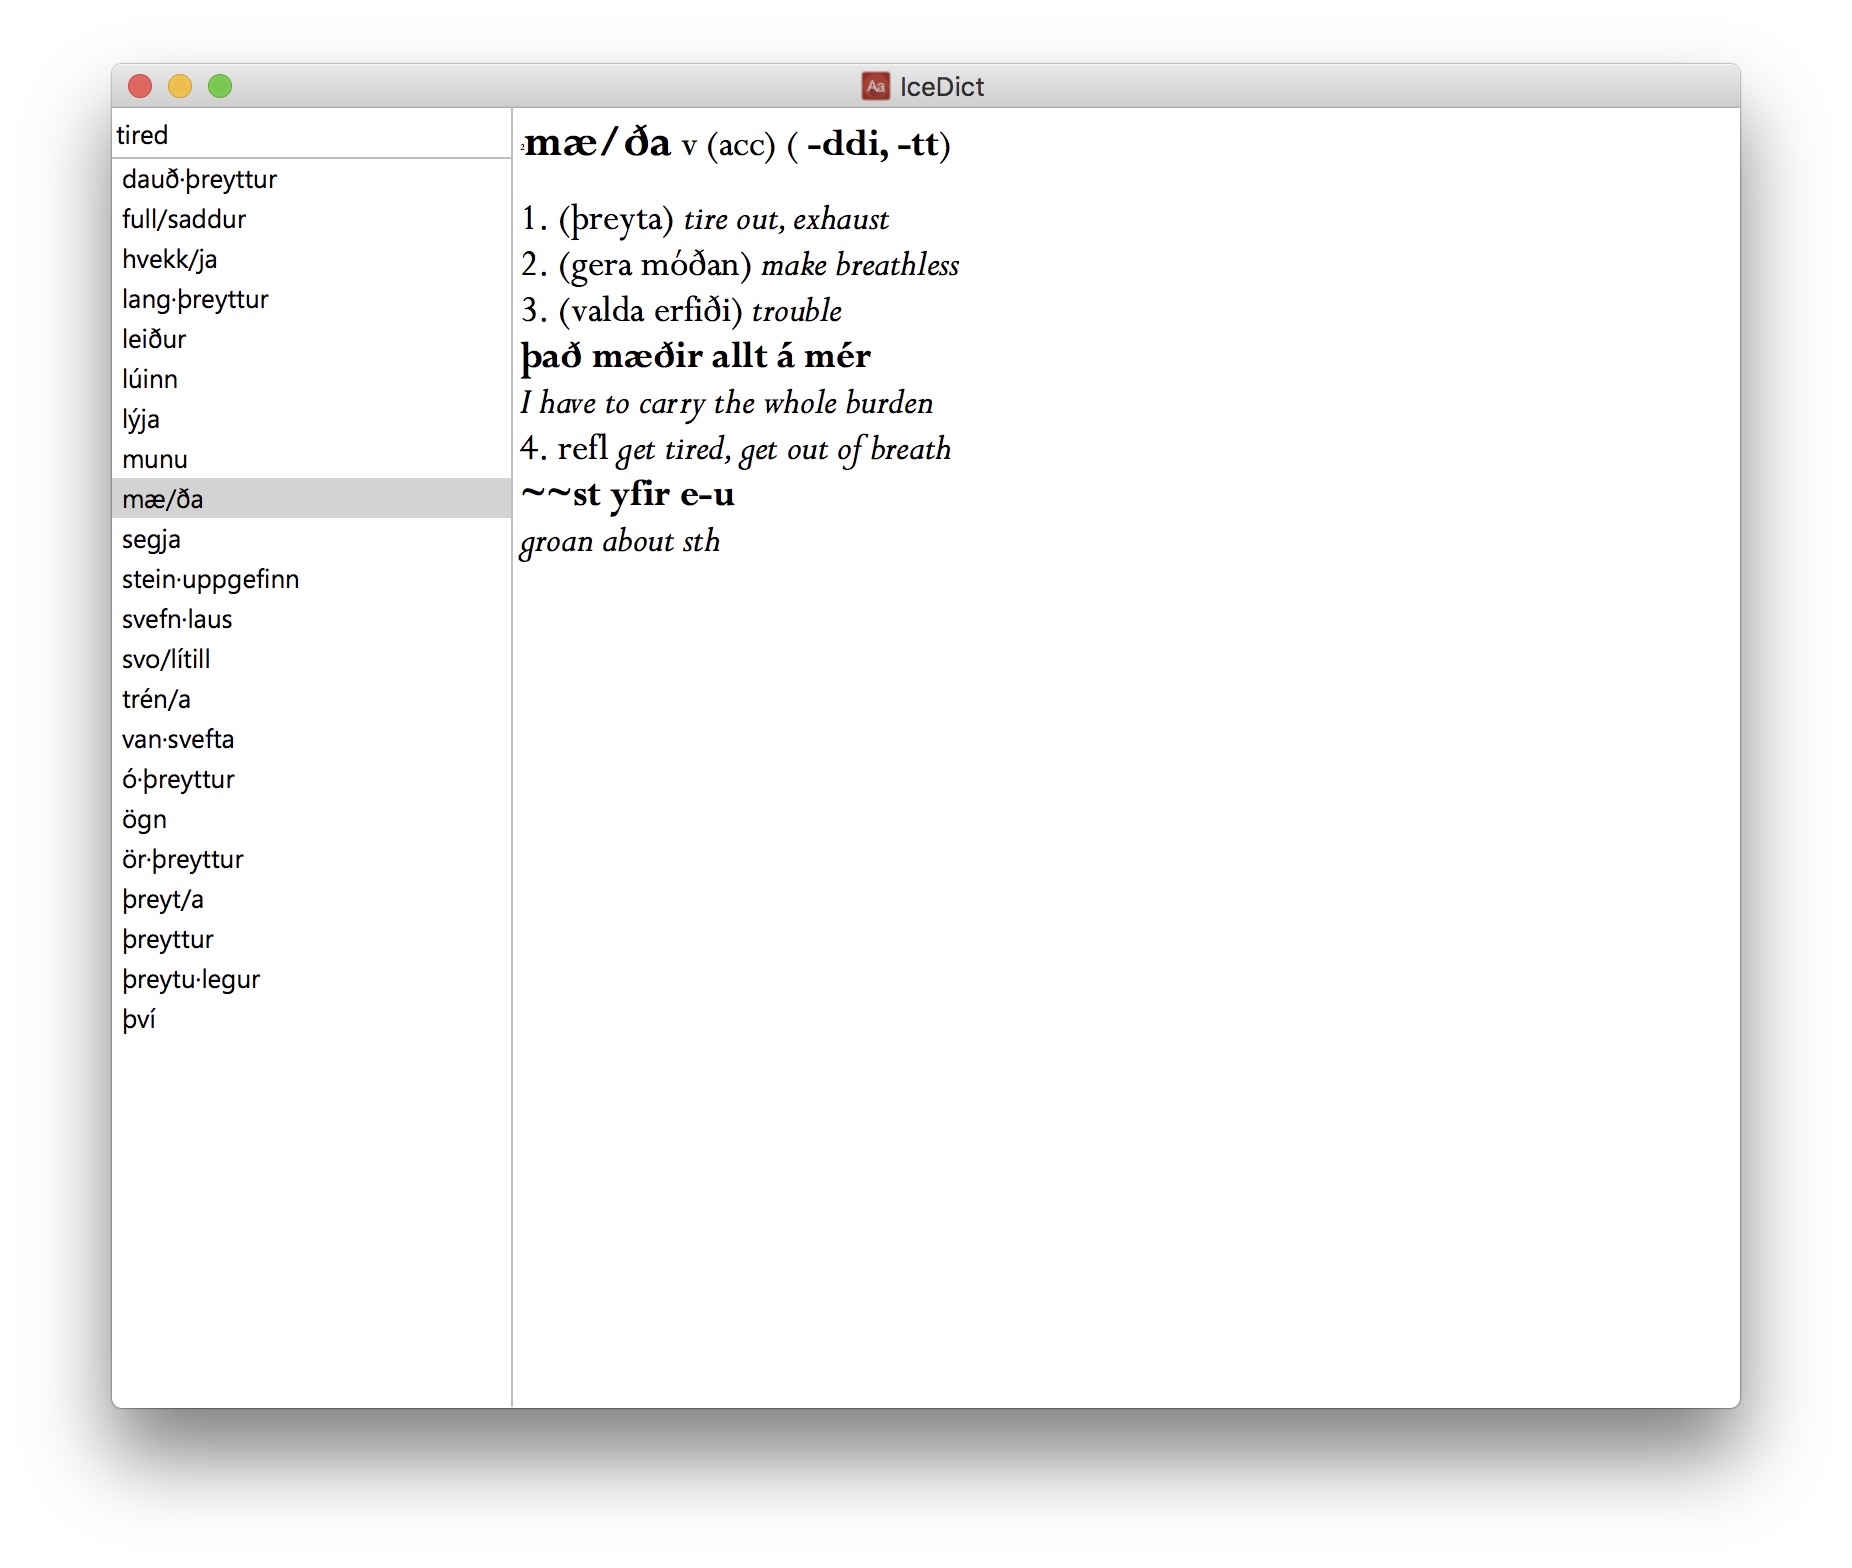 Aa IceDict
tired
dauð·þreyttur
full/saddur
hvekk/ja
lang·þreyttur
leiður
lúinn
lýja
munu
mæ/ða
segja
stein·uppgefinn
svefn·laus
svo/lítill
trén/a
van·svefta
ó·þreyttur
ögn
ör·þreyttur
þreyt/a
þreyttur
þreytu·legur
því
²mæ/ða v (acc) ( -ddi, -tt)
1. (þreyta) tire out, exhaust
2. (gera móðan) make breathless
3. (valda erfiði) trouble
það mæðir allt á mér
I have to carry the whole burden
4. refl get tired, get out of breath
~~st yfir e-u
groan about sth